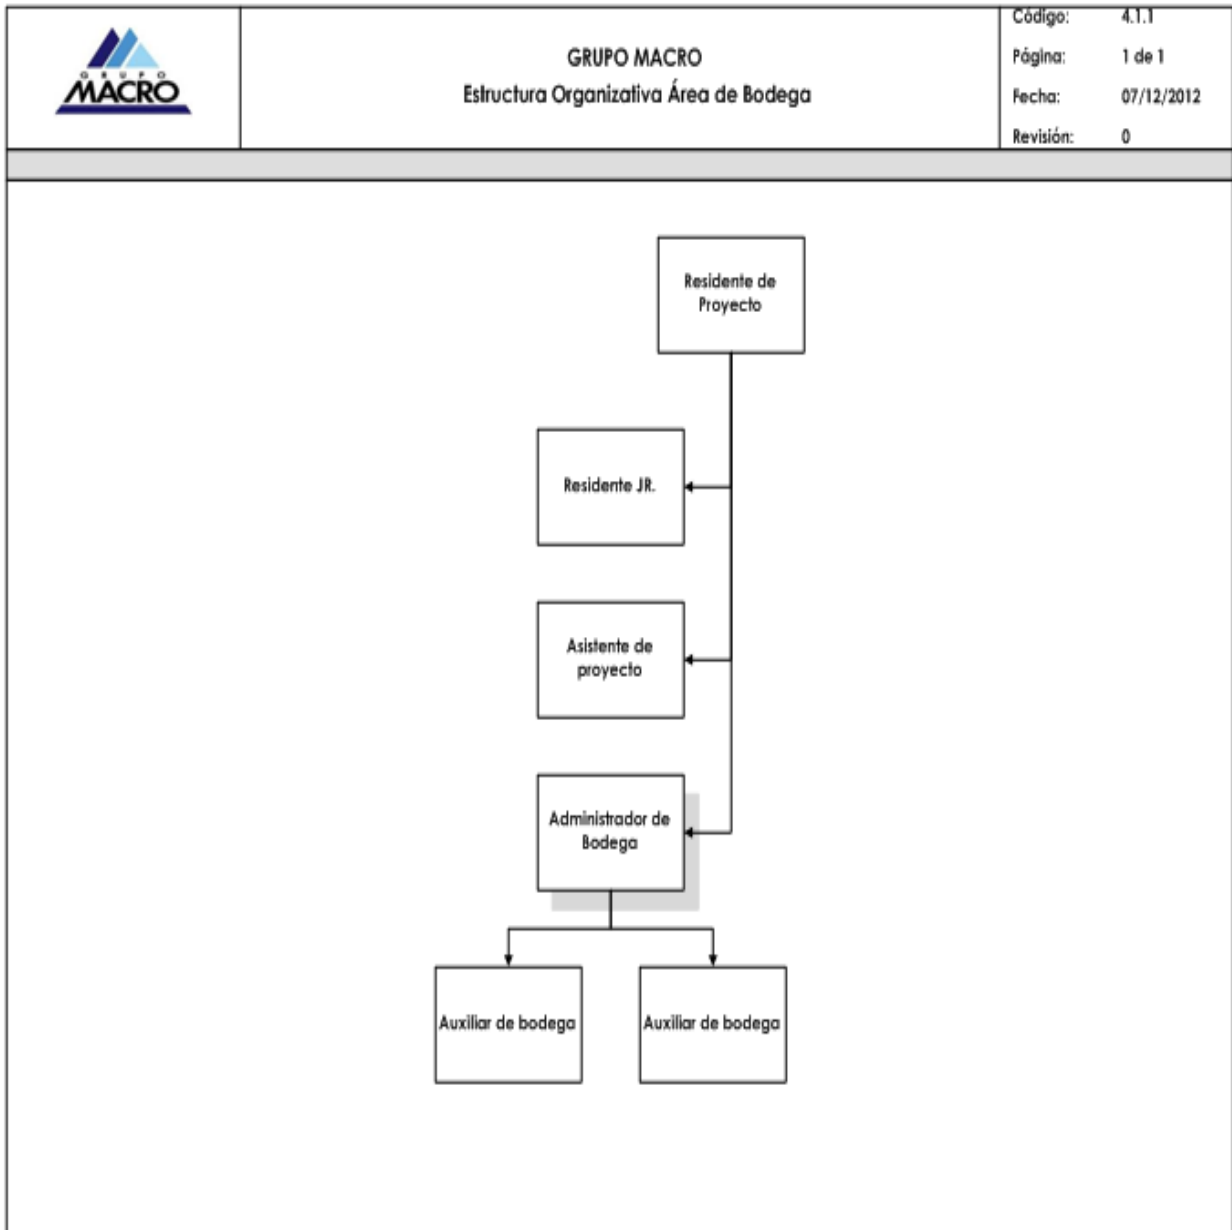 GRUPO
MACRO
GRUPO MACRO
Estructura Organizativa Área de Bodega
Código: 4.1.1
Página: 1 de 1
Fecha: 07/12/2012
Revisión: 0
Residente de
Proyecto
Residente JR.
Asistente de
proyecto
Administrador de
Bodega
Auxiliar de bodega
Auxiliar de bodega